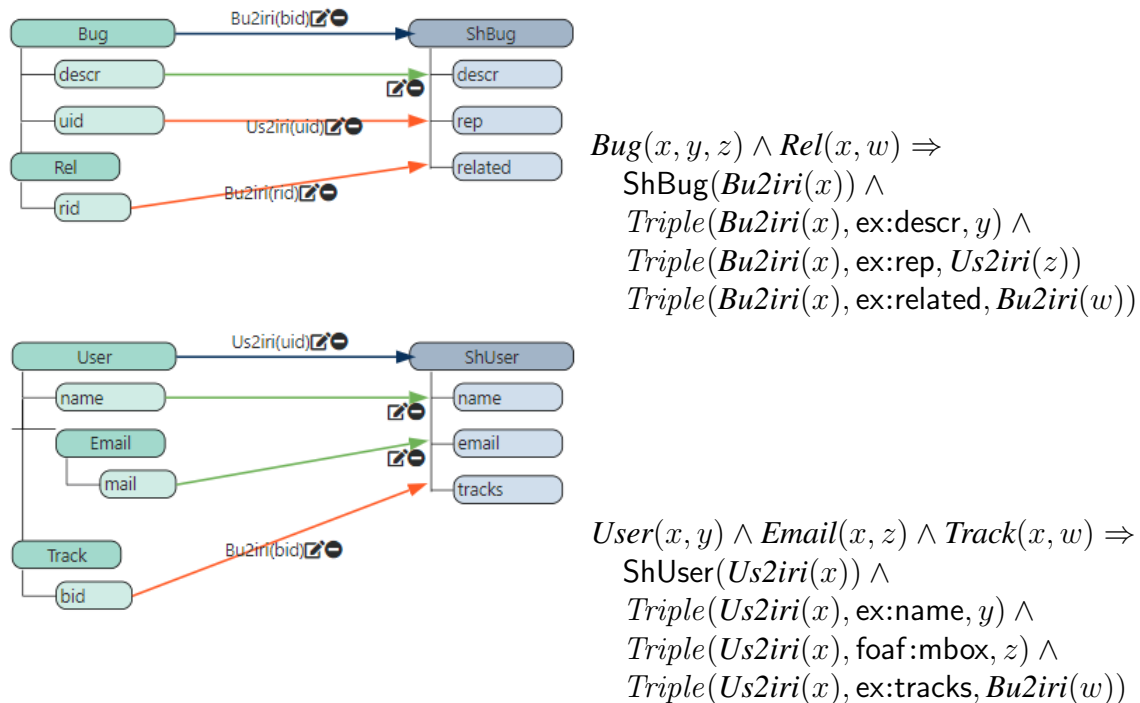 Bu2iri(bid)
Bug ShBug
descr descr
uid Us2iri(uid) rep
Rel related
Bu2iri(rid)
rid
Bug(x, y, z) ∧ Rel(x, w) ⇒
ShBug(Bu2iri(x)) ∧
Triple(Bu2iri(x), ex:descr, y) ∧
Triple(Bu2iri(x), ex:rep, Us2iri(z))
Triple(Bu2iri(x), ex:related, Bu2iri(w))
Us2iri(uid)
User ShUser
name name
Email email
mail tracks
Track Bu2iri(bid)
bid
User(x, y) ∧ Email(x, z) ∧ Track(x, w) ⇒
ShUser(Us2iri(x)) ∧
Triple(Us2iri(x), ex:name, y) ∧
Triple(Us2iri(x), foaf:mbox, z) ∧
Triple(Us2iri(x), ex:tracks, Bu2iri(w))